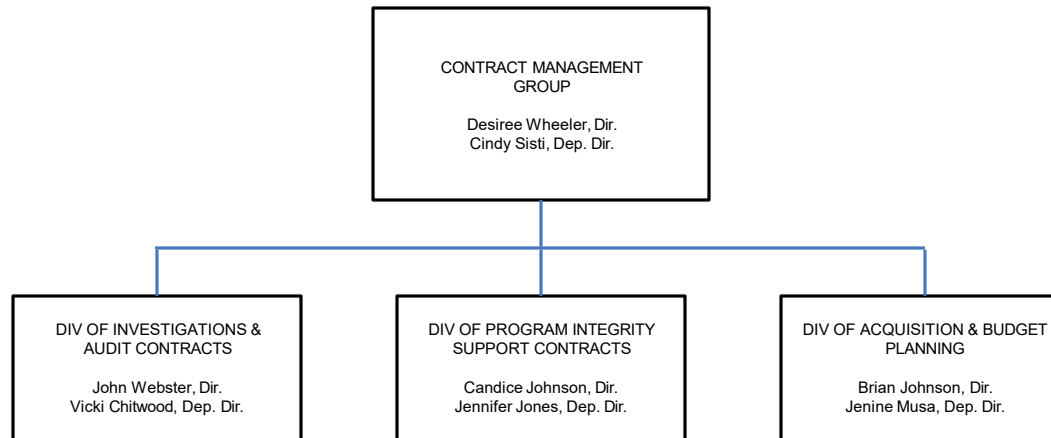 CONTRACT MANAGEMENT
GROUP
Desiree Wheeler, Dir.
Cindy Sisti, Dep. Dir.
DIV OF INVESTIGATIONS &
AUDIT CONTRACTS
John Webster, Dir.
Vicki Chitwood, Dep. Dir.
DIV OF PROGRAM INTEGRITY
SUPPORT CONTRACTS
Candice Johnson, Dir.
Jennifer Jones, Dep. Dir.
DIV OF ACQUISITION & BUDGET
PLANNING
Brian Johnson, Dir.
Jenine Musa, Dep. Dir.